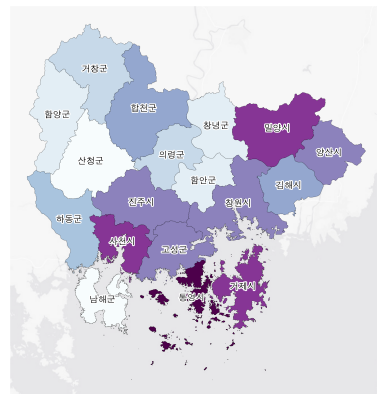 거창군
합천군
함양군
창녕군
밀양시
양산시
산청군
의령군
함안군
김해시
진주시
창원시
하동군
사천시
고성군
거제시
통영시
남해군